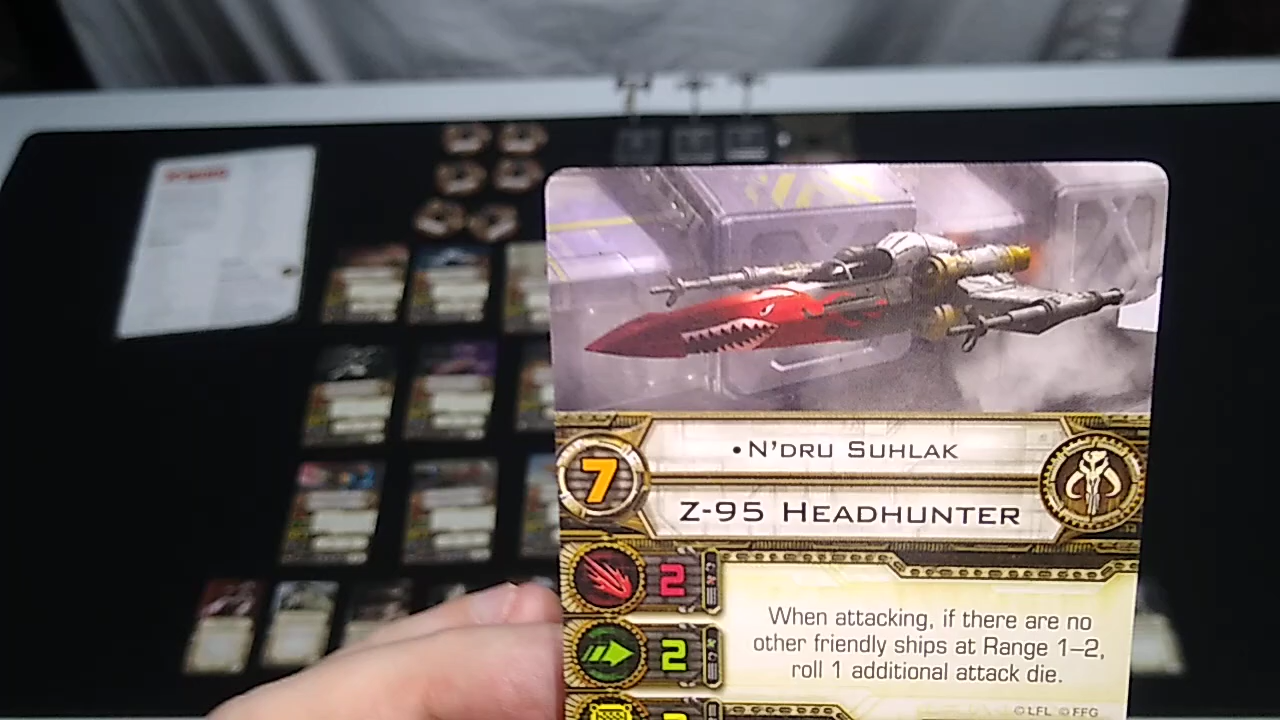 • N'DRU SUHLAK
7
Z-95 HEADHUNTER
2
When attacking, if there are no
other friendly ships at Range 1–2,
roll 1 additional attack die.
2
©LFL ©FFG